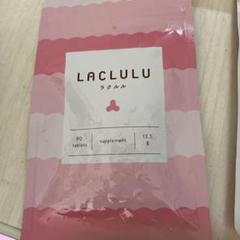 LACLULU
ラクルル
90 tablets
supplement
13.5 g